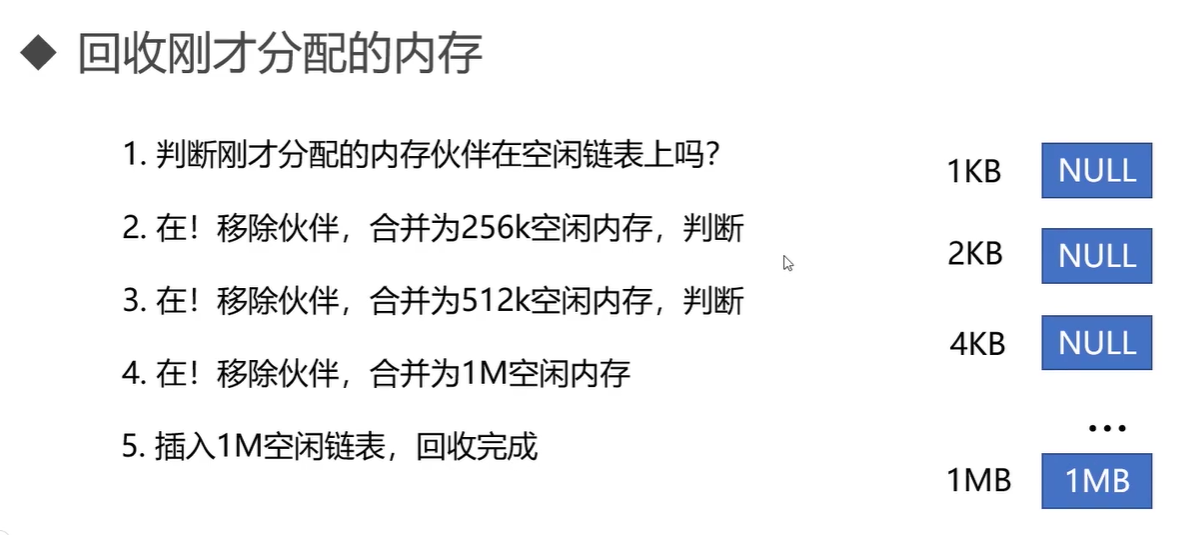 回收刚才分配的内存
1. 判断刚才分配的内存伙伴在空闲链表上吗？
2. 在！移除伙伴，合并为256k空闲内存，判断
3. 在！移除伙伴，合并为512k空闲内存，判断
4. 在！移除伙伴，合并为1M空闲内存
5. 插入1M空闲链表，回收完成
1KB NULL
2KB NULL
4KB NULL
...
1MB 1MB